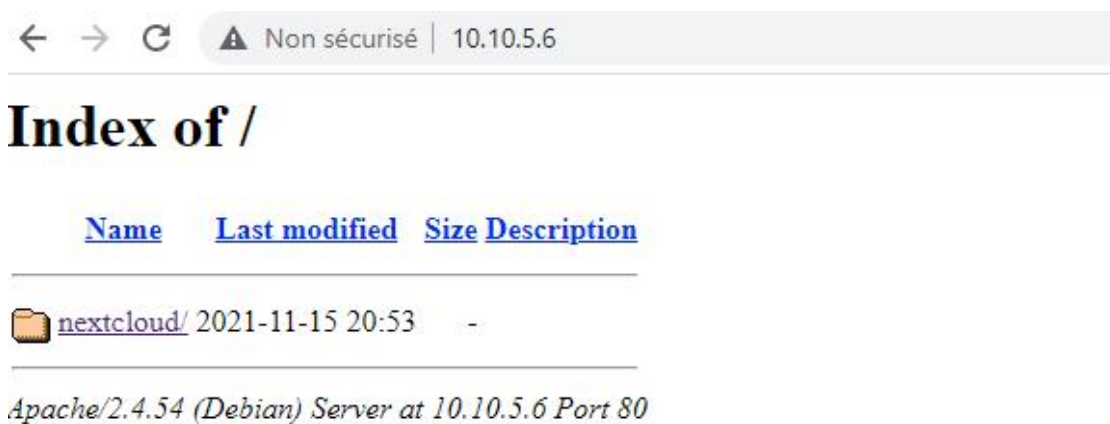 Non sécurisé | 10.10.5.6
Index of /
Name Last modified Size Description
nextcloud/ 2021-11-15 20:53 -
Apache/2.4.54 (Debian) Server at 10.10.5.6 Port 80